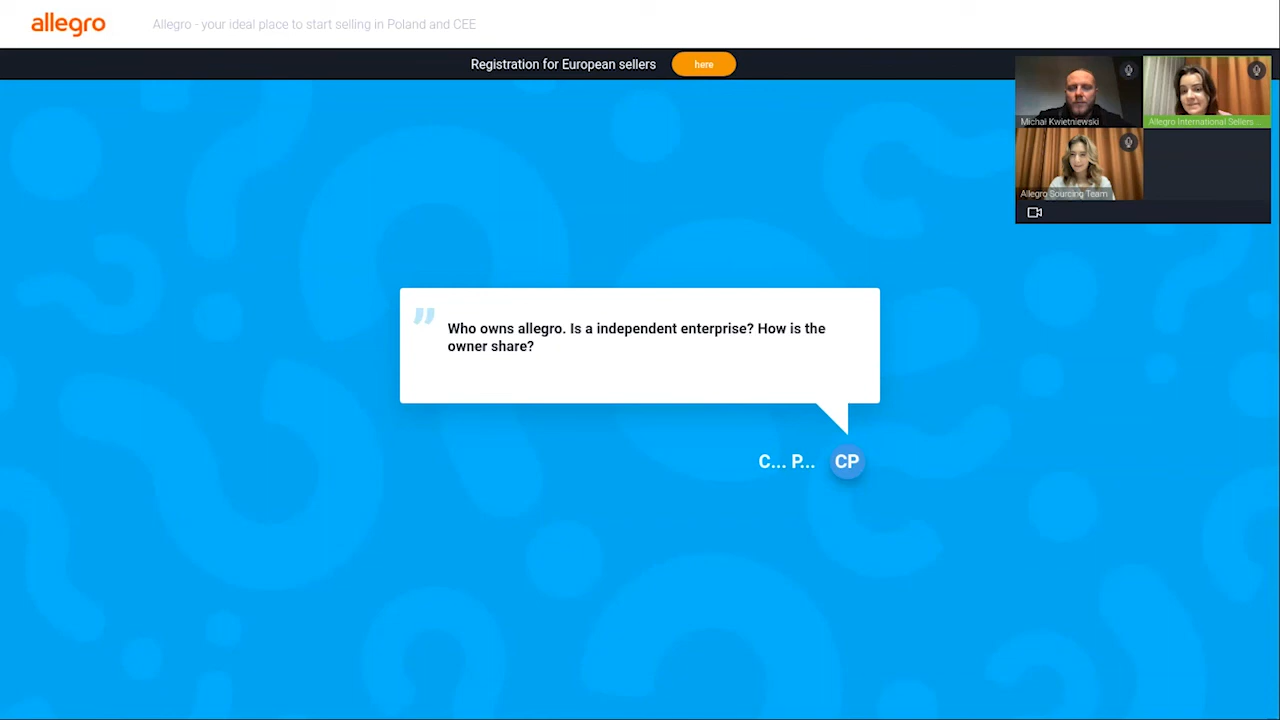 allegro
Allegro - your ideal place to start selling in Poland and CEE
Registration for European sellers
here
Michał Kwietniewski
Allegro International Sellers ...
Allegro Sourcing Team
Who owns allegro. Is a independent enterprise? How is the
owner share?
C... P...
CP